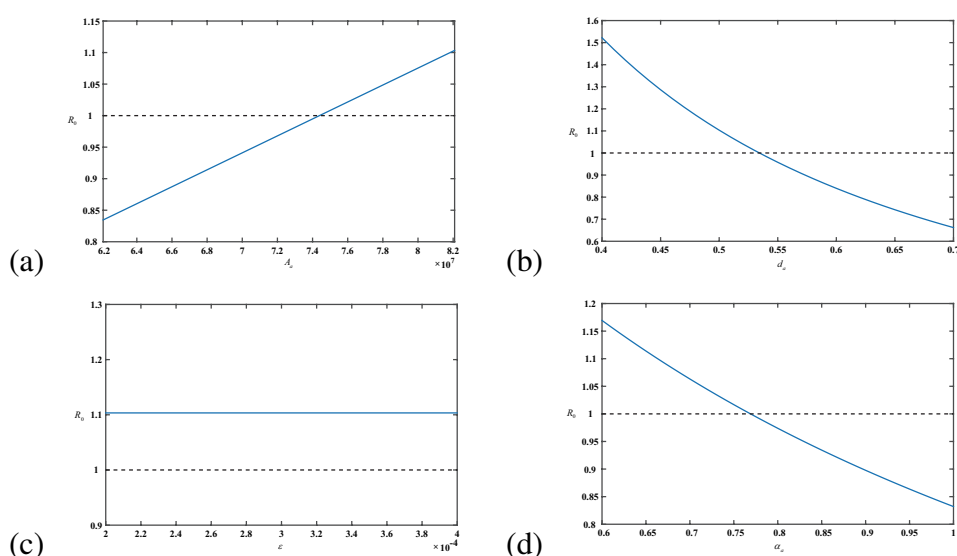 (a)
1.15
1.1
1.05
R₀ 1
0.95
0.9
0.85
0.8
6.2 6.4 6.6 6.8 7 7.2 7.4 7.6 7.8 8 8.2
Aₐ ×10⁷
(b)
1.6
1.5
1.4
1.3
1.2
R₀ 1.1
1
0.9
0.8
0.7
0.6
0.4 0.45 0.5 0.55 0.6 0.65 0.7
dₐ
(c)
1.3
1.2
R₀ 1.1
1
0.9
2 2.2 2.4 2.6 2.8 3 3.2 3.4 3.6 3.8 4
ε ×10⁻⁴
(d)
1.2
1.15
1.1
1.05
R₀ 1
0.95
0.9
0.85
0.8
0.6 0.65 0.7 0.75 0.8 0.85 0.9 0.95 1
αₐ